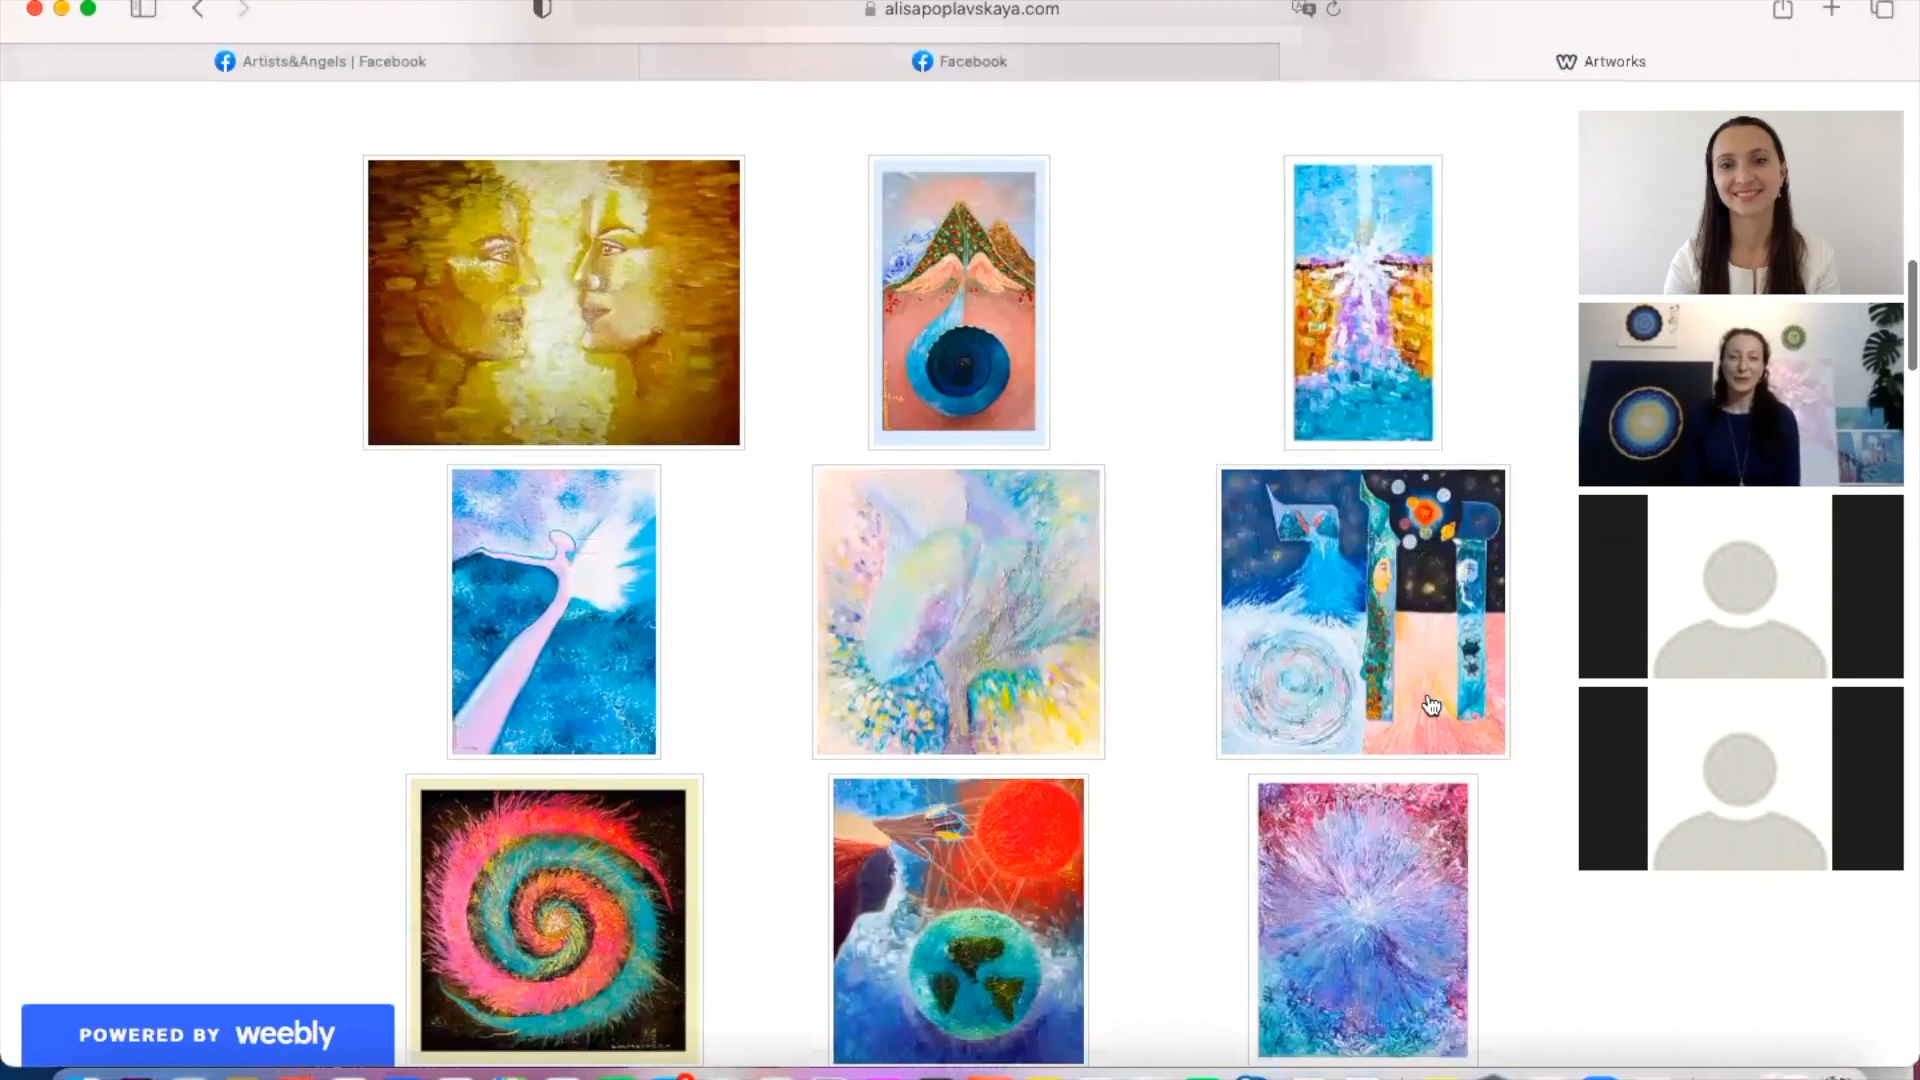 alisapoplavskaya.com
Artists&Angels | Facebook
Facebook
Artworks
POWERED BY weebly